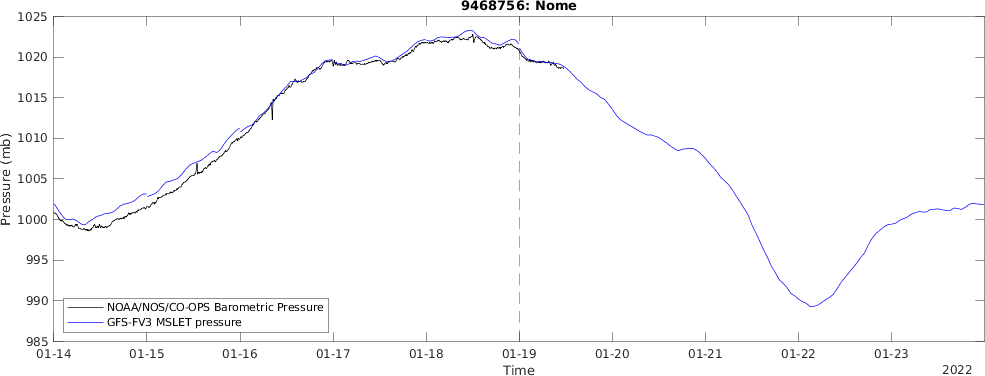 9468756: Nome
1025
1020
1015
1010
1005
1000
995
990
985
Pressure (mb)
NOAA/NOS/CO-OPS Barometric Pressure
GFS-FV3 MSLET pressure
01-14 01-15 01-16 01-17 01-18 01-19 01-20 01-21 01-22 01-23
Time
2022